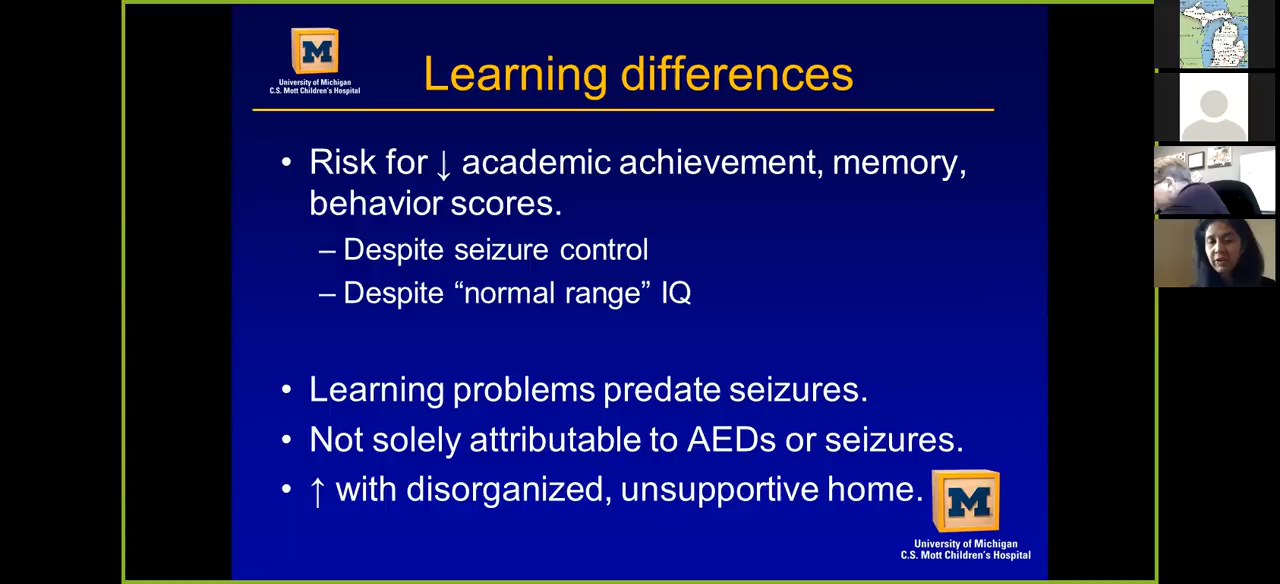 M
University of Michigan
C.S. Mott Children's Hospital
Learning differences
• Risk for ↓ academic achievement, memory,
behavior scores.
– Despite seizure control
– Despite “normal range” IQ
• Learning problems predate seizures.
• Not solely attributable to AEDs or seizures.
• ↑ with disorganized, unsupportive home.
M
University of Michigan
C.S. Mott Children's Hospital